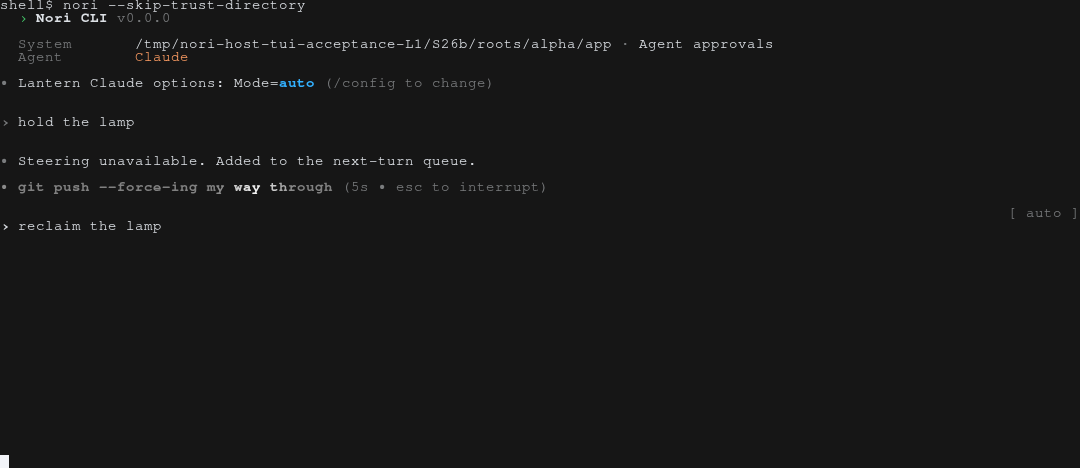 shell$ nori --skip-trust-directory
› Nori CLI v0.0.0
System /tmp/nori-host-tui-acceptance-L1/S26b/roots/alpha/app · Agent approvals
Agent Claude
• Lantern Claude options: Mode=auto (/config to change)
› hold the lamp
• Steering unavailable. Added to the next-turn queue.
• git push --force-ing my way through (5s • esc to interrupt)
[ auto ]
› reclaim the lamp